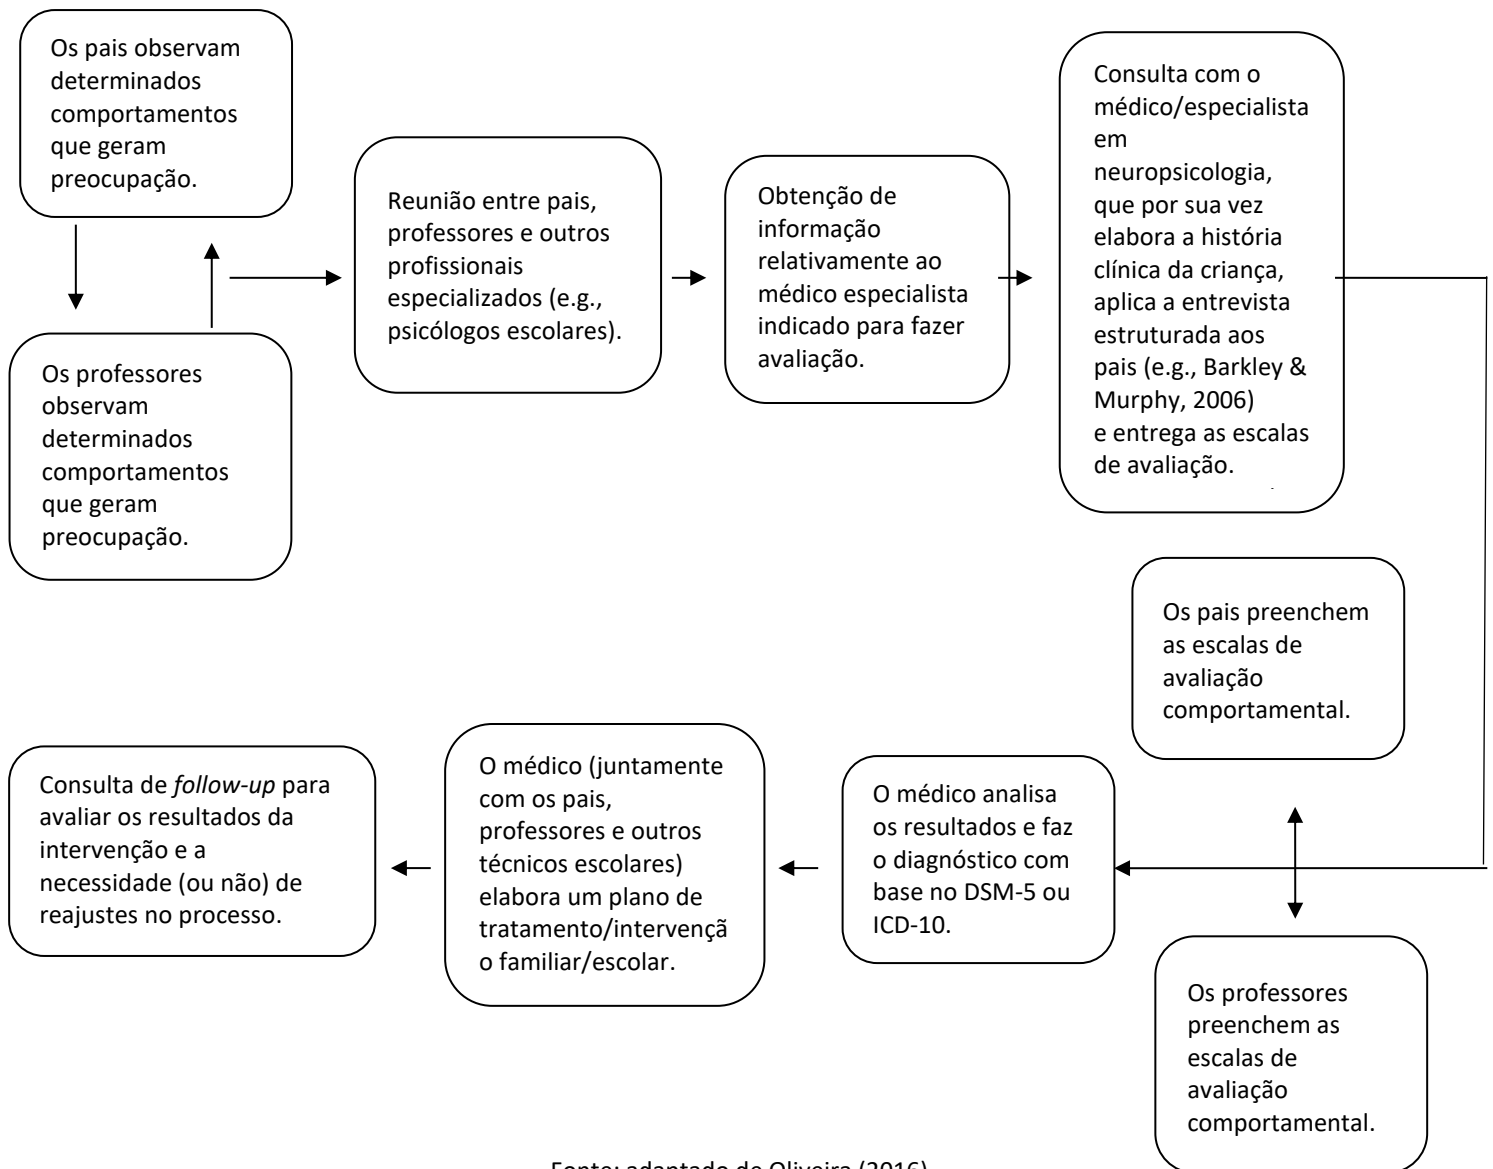 Os pais observam
determinados
comportamentos
que geram
preocupação.
Os professores
observam
determinados
comportamentos
que geram
preocupação.
Reunião entre pais,
professores e outros
profissionais
especializados (e.g.,
psicólogos escolares).
Obtenção de
informação
relativamente ao
médico especialista
indicado para fazer
avaliação.
Consulta com o
médico/especialista
em
neuropsicologia,
que por sua vez
elabora a história
clínica da criança,
aplica a entrevista
estruturada aos
pais (e.g., Barkley &
Murphy, 2006)
e entrega as escalas
de avaliação.
Os pais preenchem
as escalas de
avaliação
comportamental.
Os professores
preenchem as
escalas de
avaliação
comportamental.
O médico analisa
os resultados e faz
o diagnóstico com
base no DSM-5 ou
ICD-10.
O médico (juntamente
com os pais,
professores e outros
técnicos escolares)
elabora um plano de
tratamento/intervençã
o familiar/escolar.
Consulta de follow-up para
avaliar os resultados da
intervenção e a
necessidade (ou não) de
reajustes no processo.
Fonte: adaptado de Oliveira (2016)